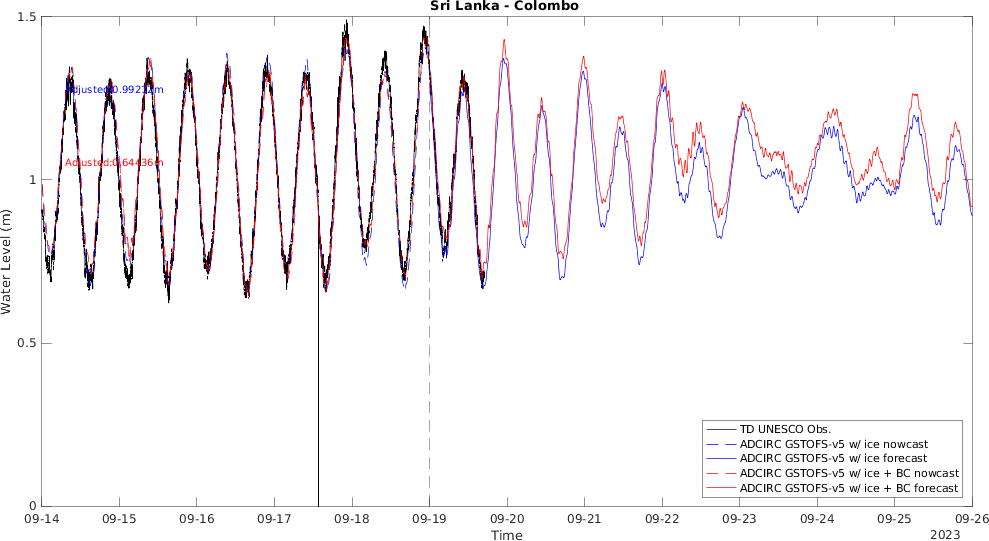 Sri Lanka - Colombo
1.5
1
0.5
0
Water Level (m)
Adjusted:0.99212m
Adjusted:0.64436m
TD UNESCO Obs.
ADCIRC GSTOFS-v5 w/ ice nowcast
ADCIRC GSTOFS-v5 w/ ice forecast
ADCIRC GSTOFS-v5 w/ ice + BC nowcast
ADCIRC GSTOFS-v5 w/ ice + BC forecast
09-14 09-15 09-16 09-17 09-18 09-19 09-20 09-21 09-22 09-23 09-24 09-25 09-26
Time
2023